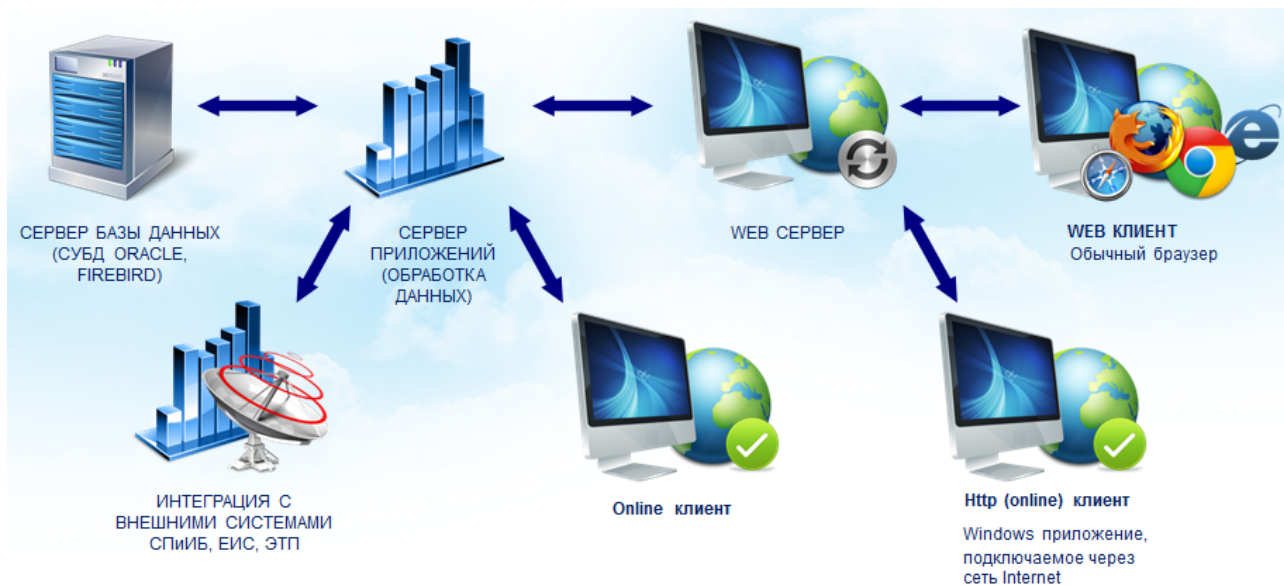 СЕРВЕР БАЗЫ ДАННЫХ
(СУБД ORACLE,
FIREBIRD)
СЕРВЕР
ПРИЛОЖЕНИЙ
(ОБРАБОТКА
ДАННЫХ)
WEB СЕРВЕР
WEB КЛИЕНТ
Обычный браузер
ИНТЕГРАЦИЯ С
ВНЕШНИМИ СИСТЕМАМИ
СПиИБ, ЕИС, ЭТП
Online клиент
Http (online) клиент
Windows приложение,
подключаемое через
сеть Internet